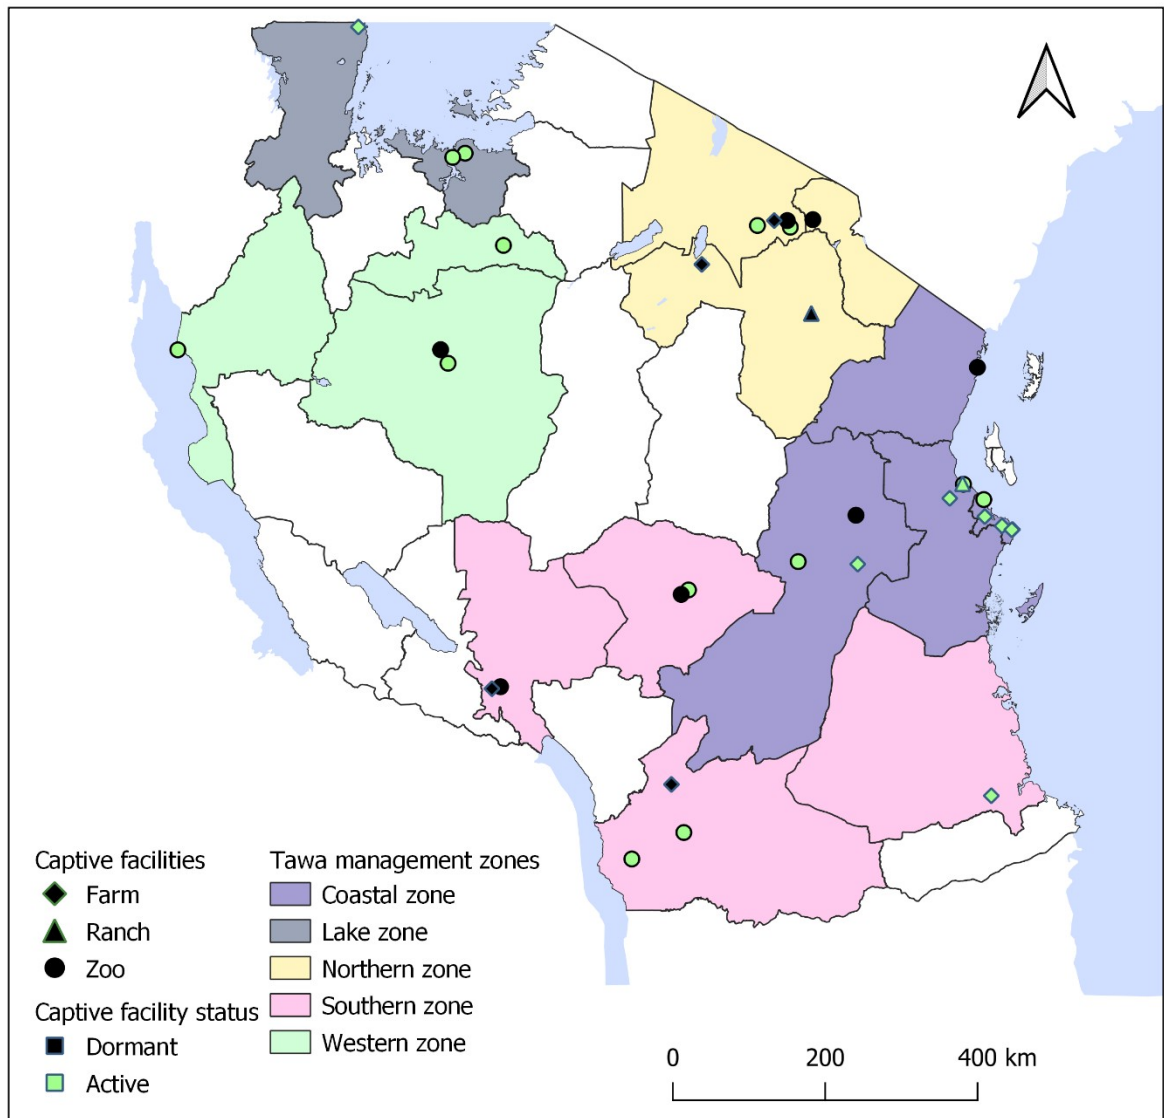 Captive facilities
Farm
Ranch
Zoo
Captive facility status
Dormant
Active
Tawa management zones
Coastal zone
Lake zone
Northern zone
Southern zone
Western zone
0 200 400 km